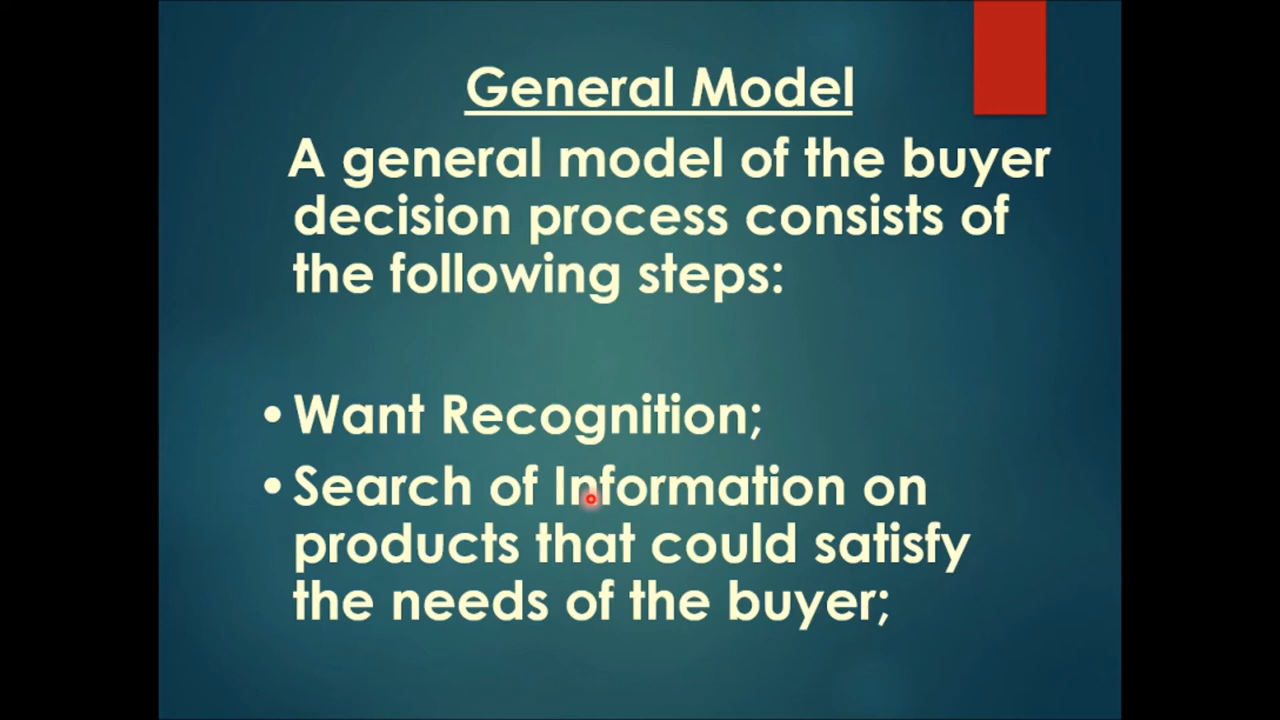 General Model
A general model of the buyer
decision process consists of
the following steps:
• Want Recognition;
• Search of Information on
products that could satisfy
the needs of the buyer;